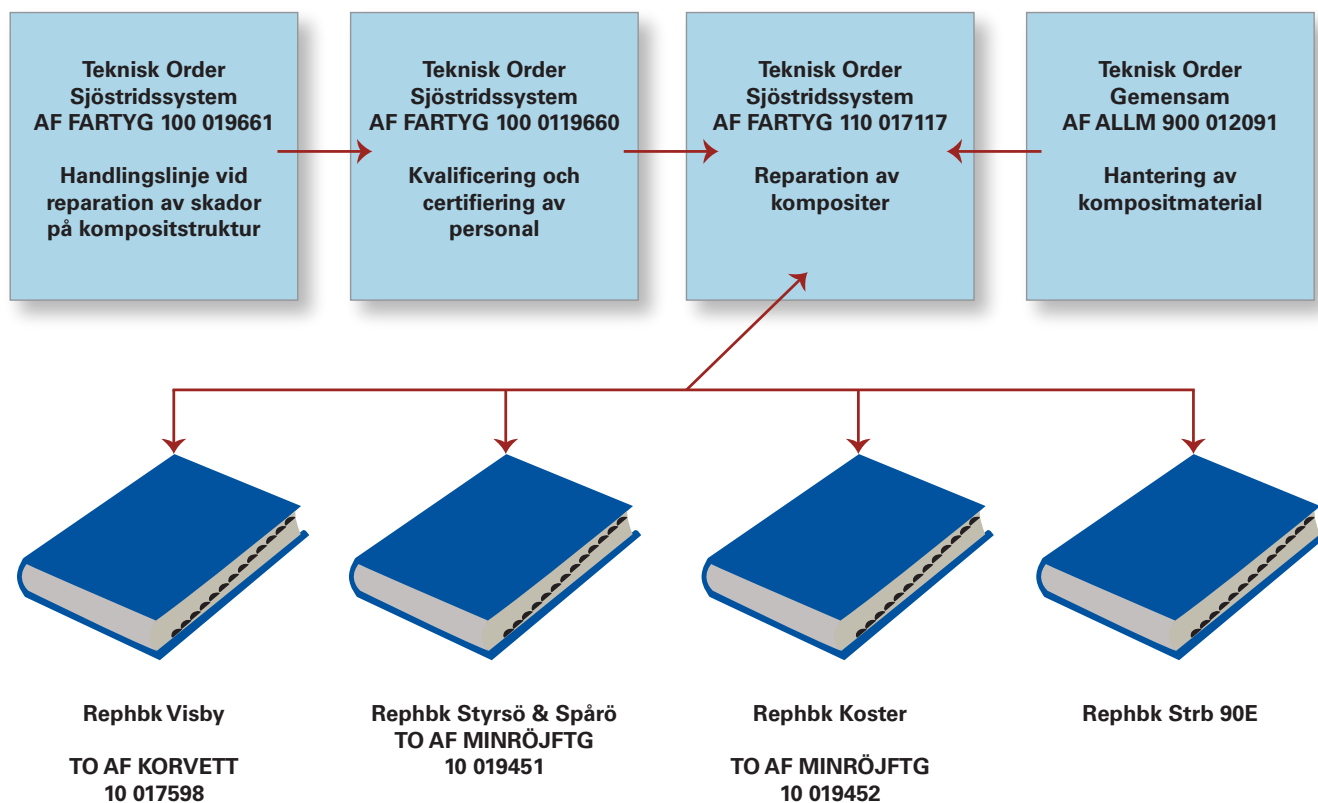 Teknisk Order
Sjöstridssystem
AF FARTYG 100 019661
Handlingslinje vid
reparation av skador
på kompositstruktur
Teknisk Order
Sjöstridssystem
AF FARTYG 100 0119660
Kvalificering och
certifiering av
personal
Teknisk Order
Sjöstridssystem
AF FARTYG 110 017117
Reparation av
kompositer
Teknisk Order
Gemensam
AF ALLM 900 012091
Hantering av
kompositmaterial
Rephbk Visby
TO AF KORVETT
10 017598
Rephbk Styrsö & Spårö
TO AF MINRÖJFTG
10 019451
Rephbk Koster
TO AF MINRÖJFTG
10 019452
Rephbk Strb 90E